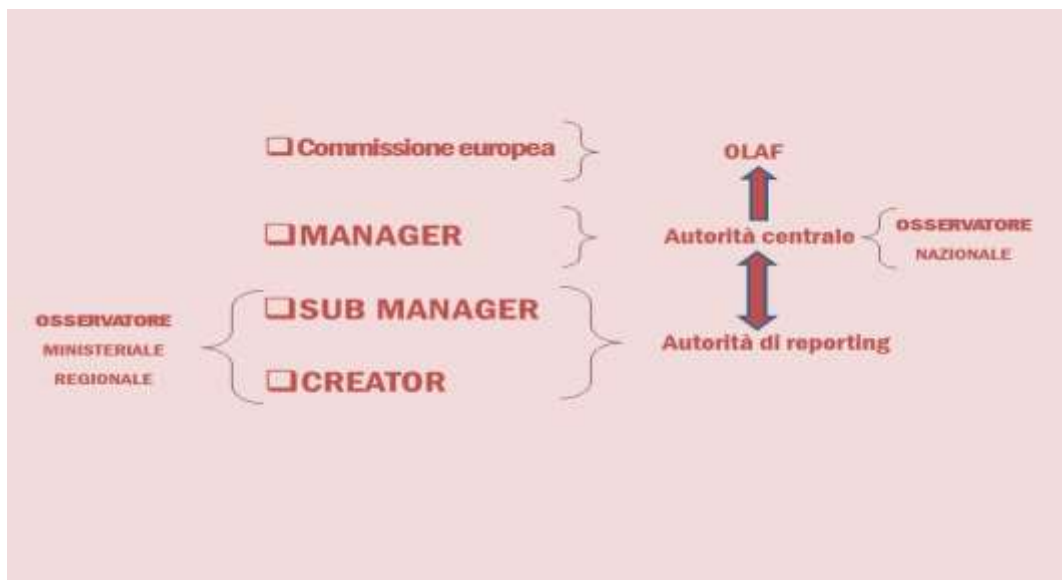 Commissione europea
OLAF
MANAGER
Autorità centrale
OSSERVATORE
NAZIONALE
SUB MANAGER
OSSERVATORE
MINISTERIALE
REGIONALE
Autorità di reporting
CREATOR